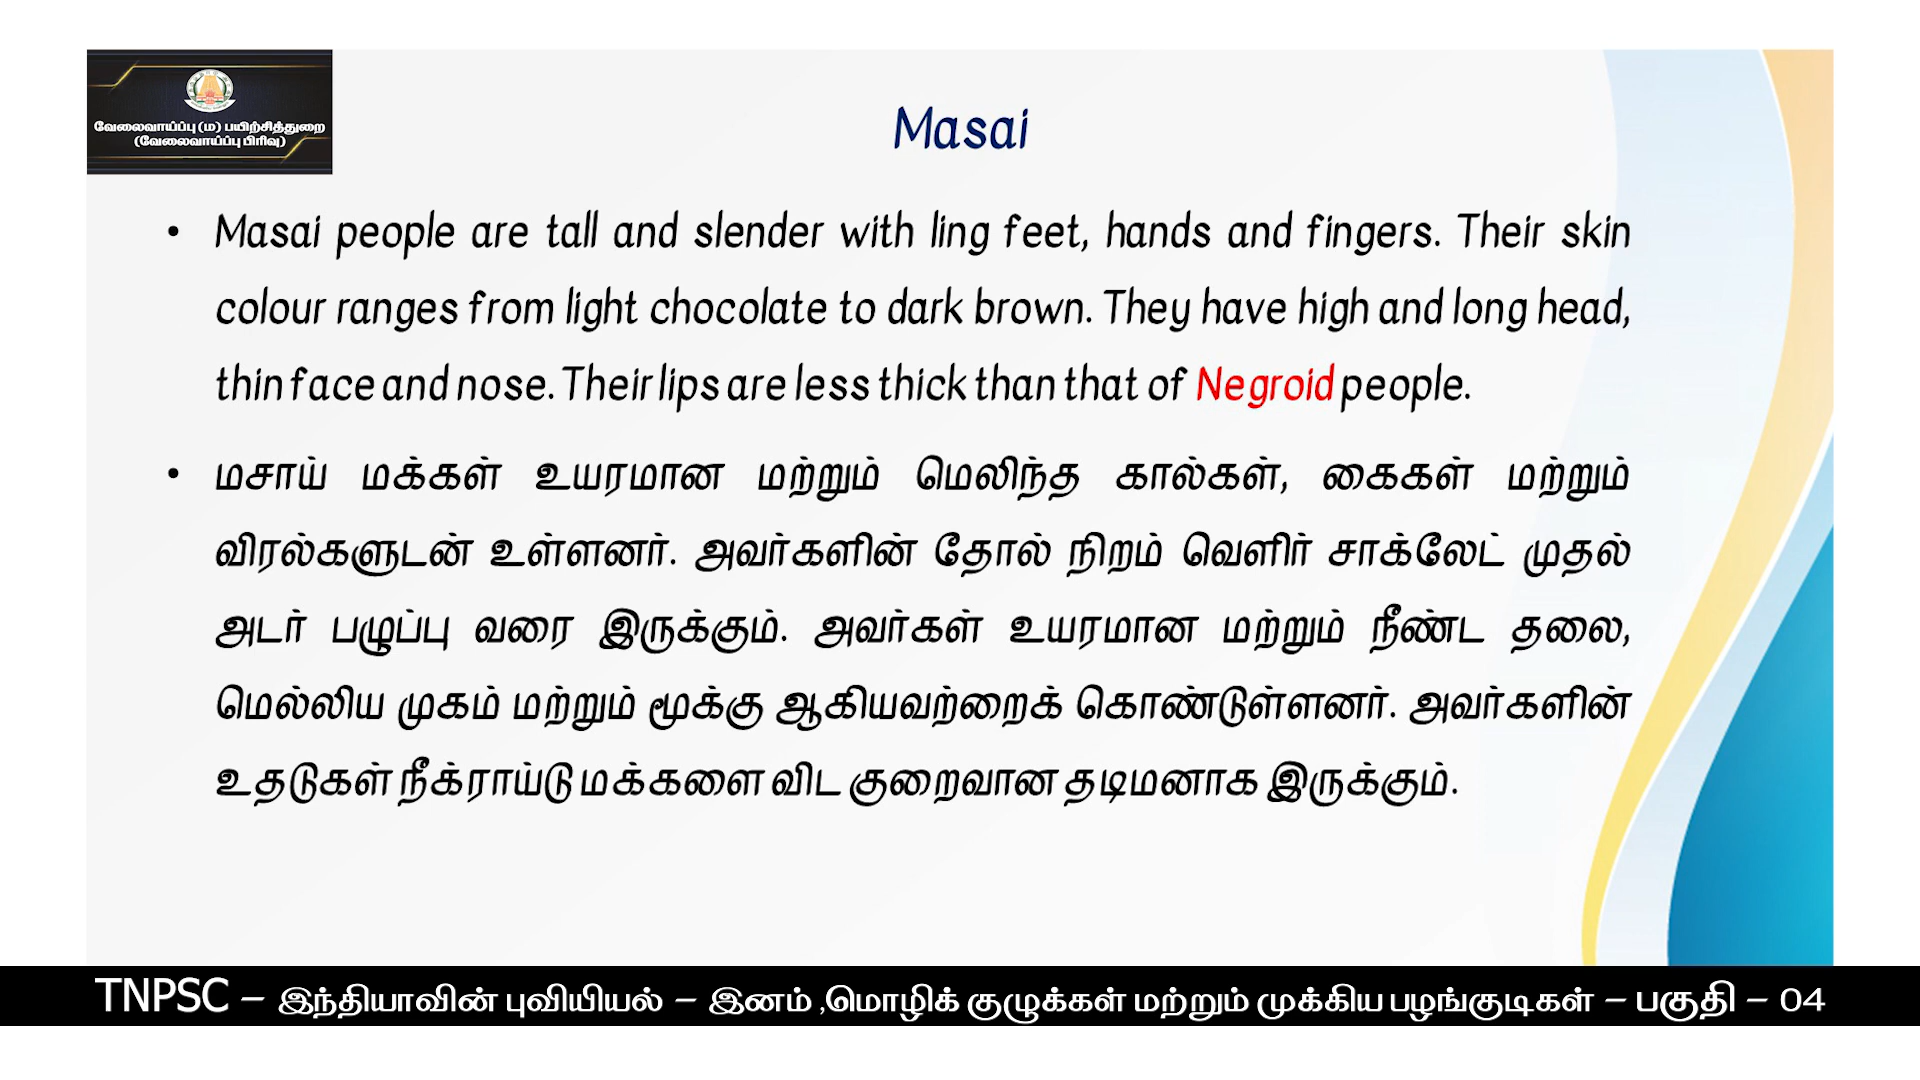 வேலைவாய்ப்பு (ம) பயிற்சித்துறை
(வேலைவாய்ப்பு பிரிவு)
Masai
• Masai people are tall and slender with ling feet, hands and fingers. Their skin
colour ranges from light chocolate to dark brown. They have high and long head,
thin face and nose. Their lips are less thick than that of Negroid people.
• மசாய் மக்கள் உயரமான மற்றும் மெலிந்த கால்கள், கைகள் மற்றும்
விரல்களுடன் உள்ளனர். அவர்களின் தோல் நிறம் வெளிர் சாக்லேட் முதல்
அடர் பழுப்பு வரை இருக்கும். அவர்கள் உயரமான மற்றும் நீண்ட தலை,
மெல்லிய முகம் மற்றும் மூக்கு ஆகியவற்றைக் கொண்டுள்ளனர். அவர்களின்
உதடுகள் நீக்ராய்டு மக்களை விட குறைவான தடிமனாக இருக்கும்.
TNPSC – இந்தியாவின் புவியியல் – இனம் ,மொழிக் குழுக்கள் மற்றும் முக்கிய பழங்குடிகள் – பகுதி – 04